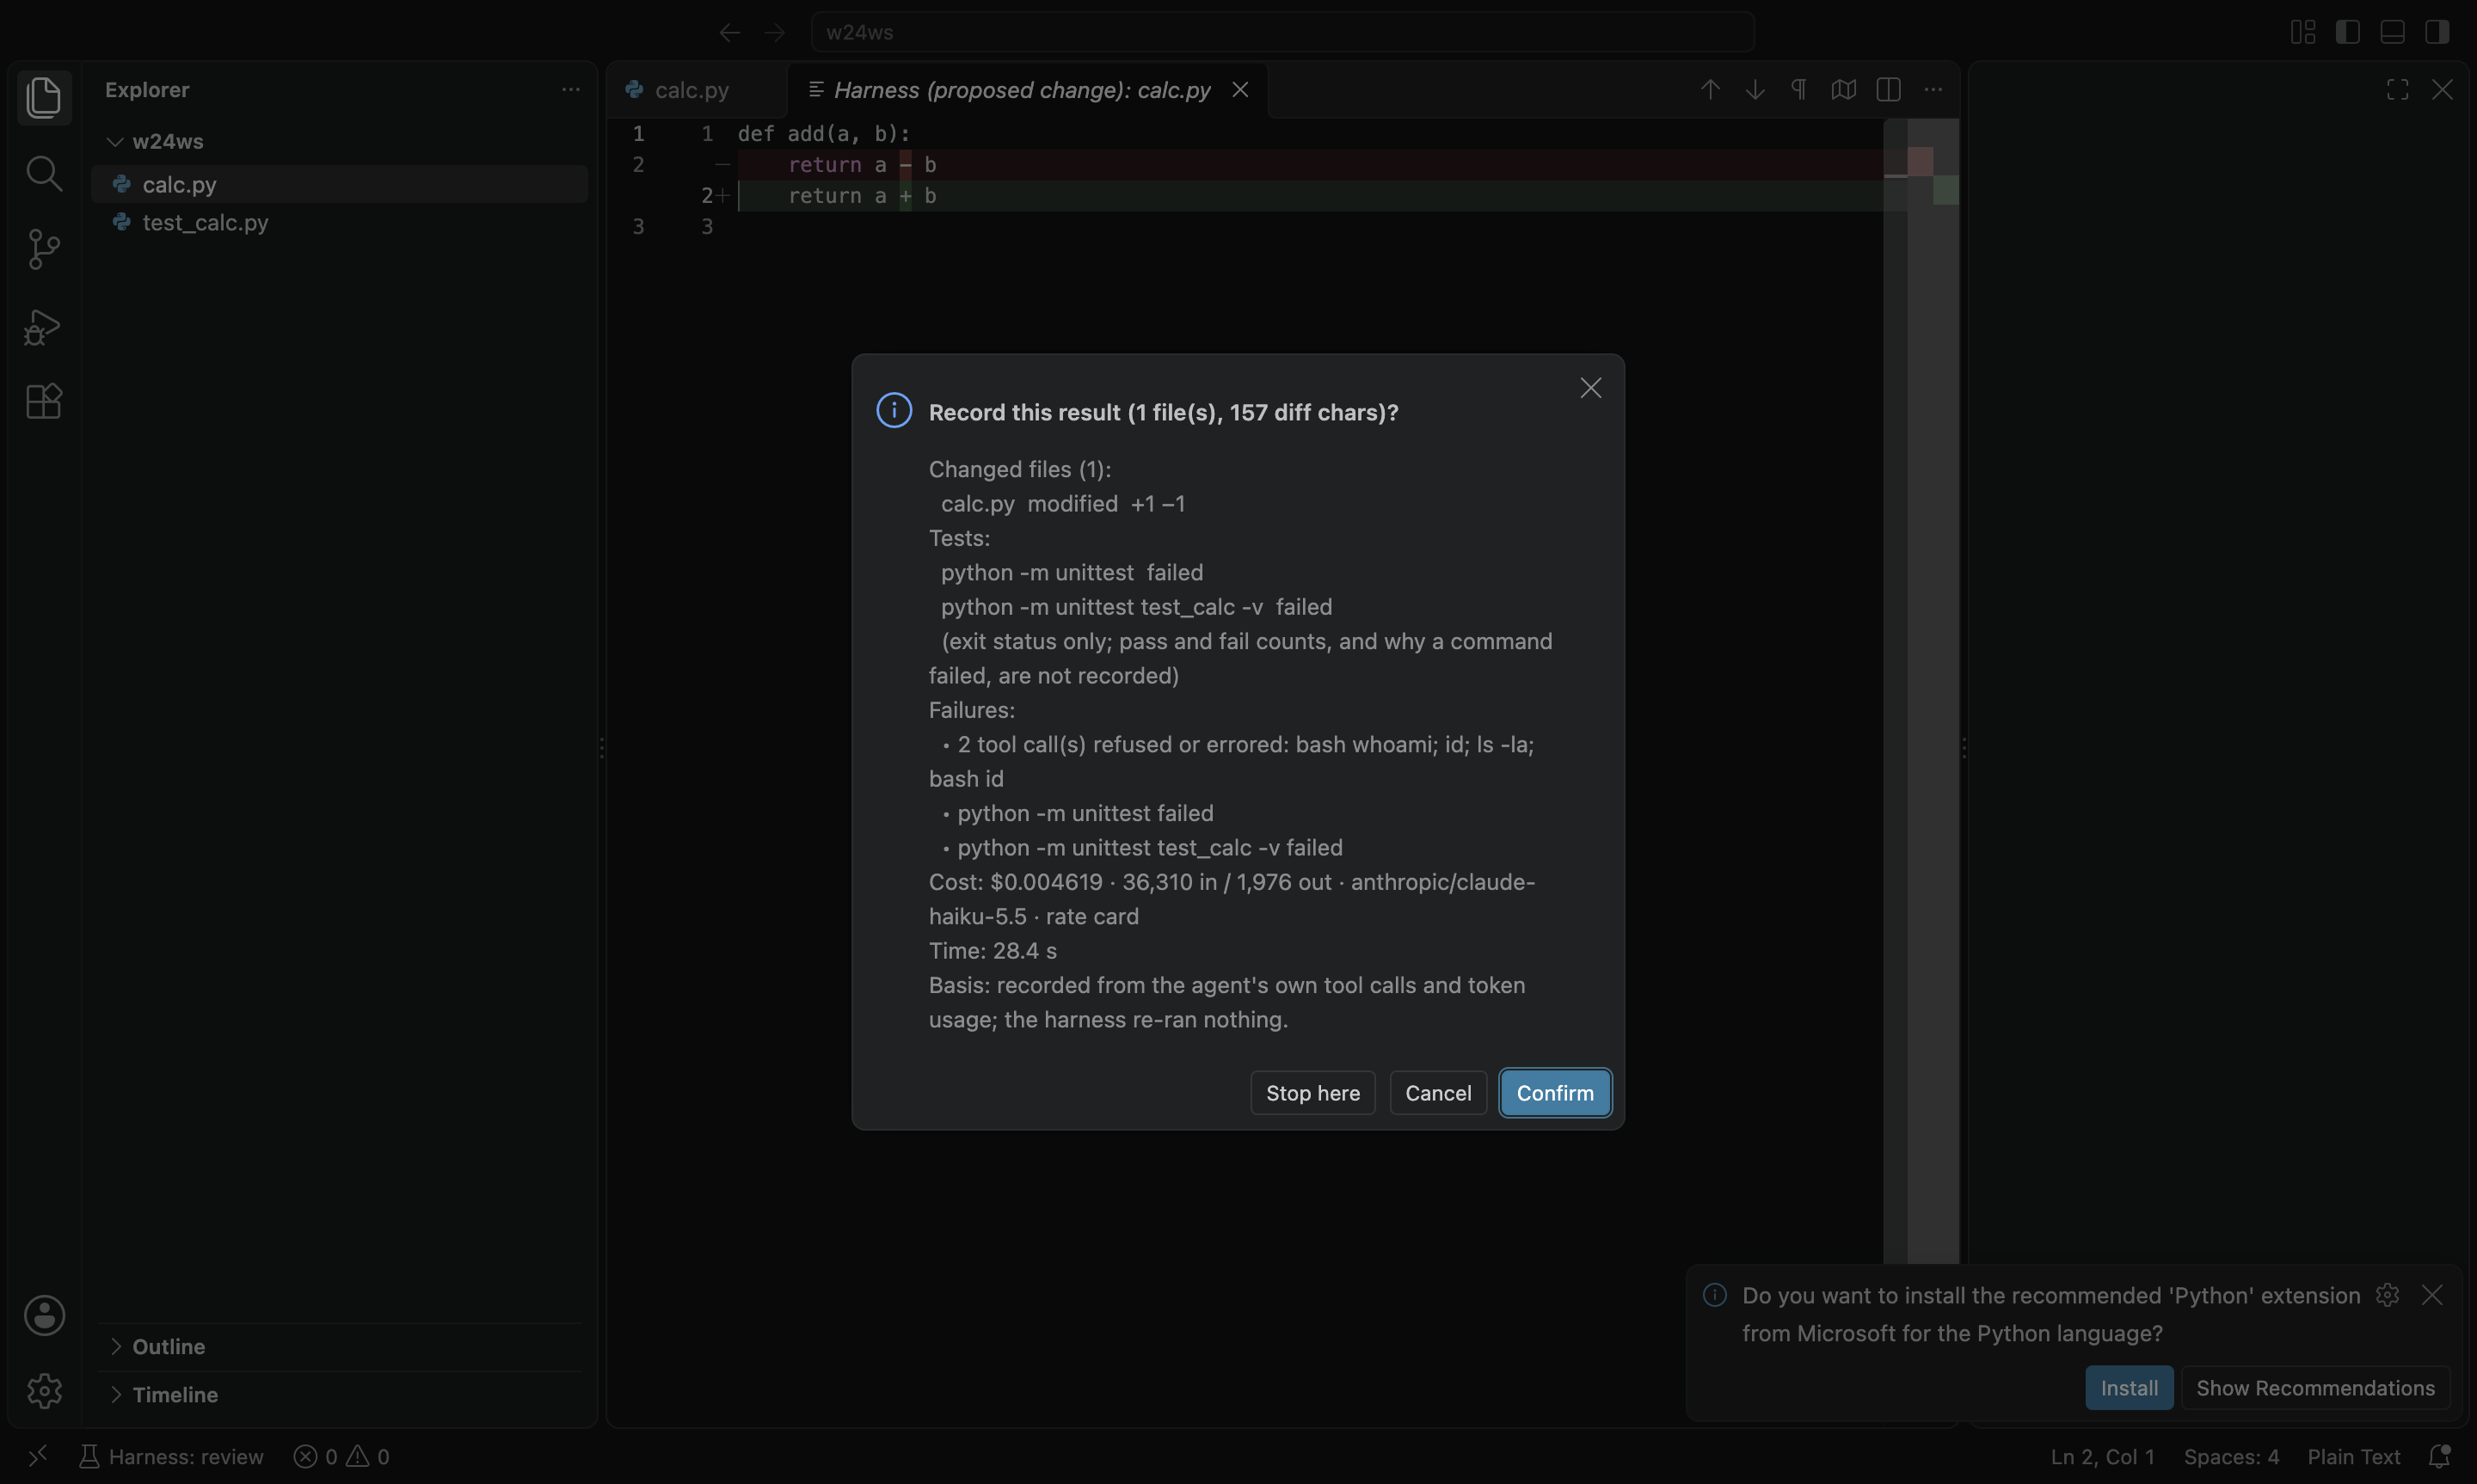 w24ws
Explorer
w24ws
calc.py
test_calc.py
Outline
Timeline
calc.py
Harness (proposed change): calc.py
1 1 def add(a, b):
2 — return a - b
2+ return a + b
3 3
Record this result (1 file(s), 157 diff chars)?
Changed files (1):
calc.py modified +1 −1
Tests:
python -m unittest failed
python -m unittest test_calc -v failed
(exit status only; pass and fail counts, and why a command
failed, are not recorded)
Failures:
• 2 tool call(s) refused or errored: bash whoami; id; ls -la;
bash id
• python -m unittest failed
• python -m unittest test_calc -v failed
Cost: $0.004619 · 36,310 in / 1,976 out · anthropic/claude-
haiku-5.5 · rate card
Time: 28.4 s
Basis: recorded from the agent's own tool calls and token
usage; the harness re-ran nothing.
Stop here Cancel Confirm
Do you want to install the recommended 'Python' extension
from Microsoft for the Python language?
Install Show Recommendations
Harness: review 0 0
Ln 2, Col 1 Spaces: 4 Plain Text